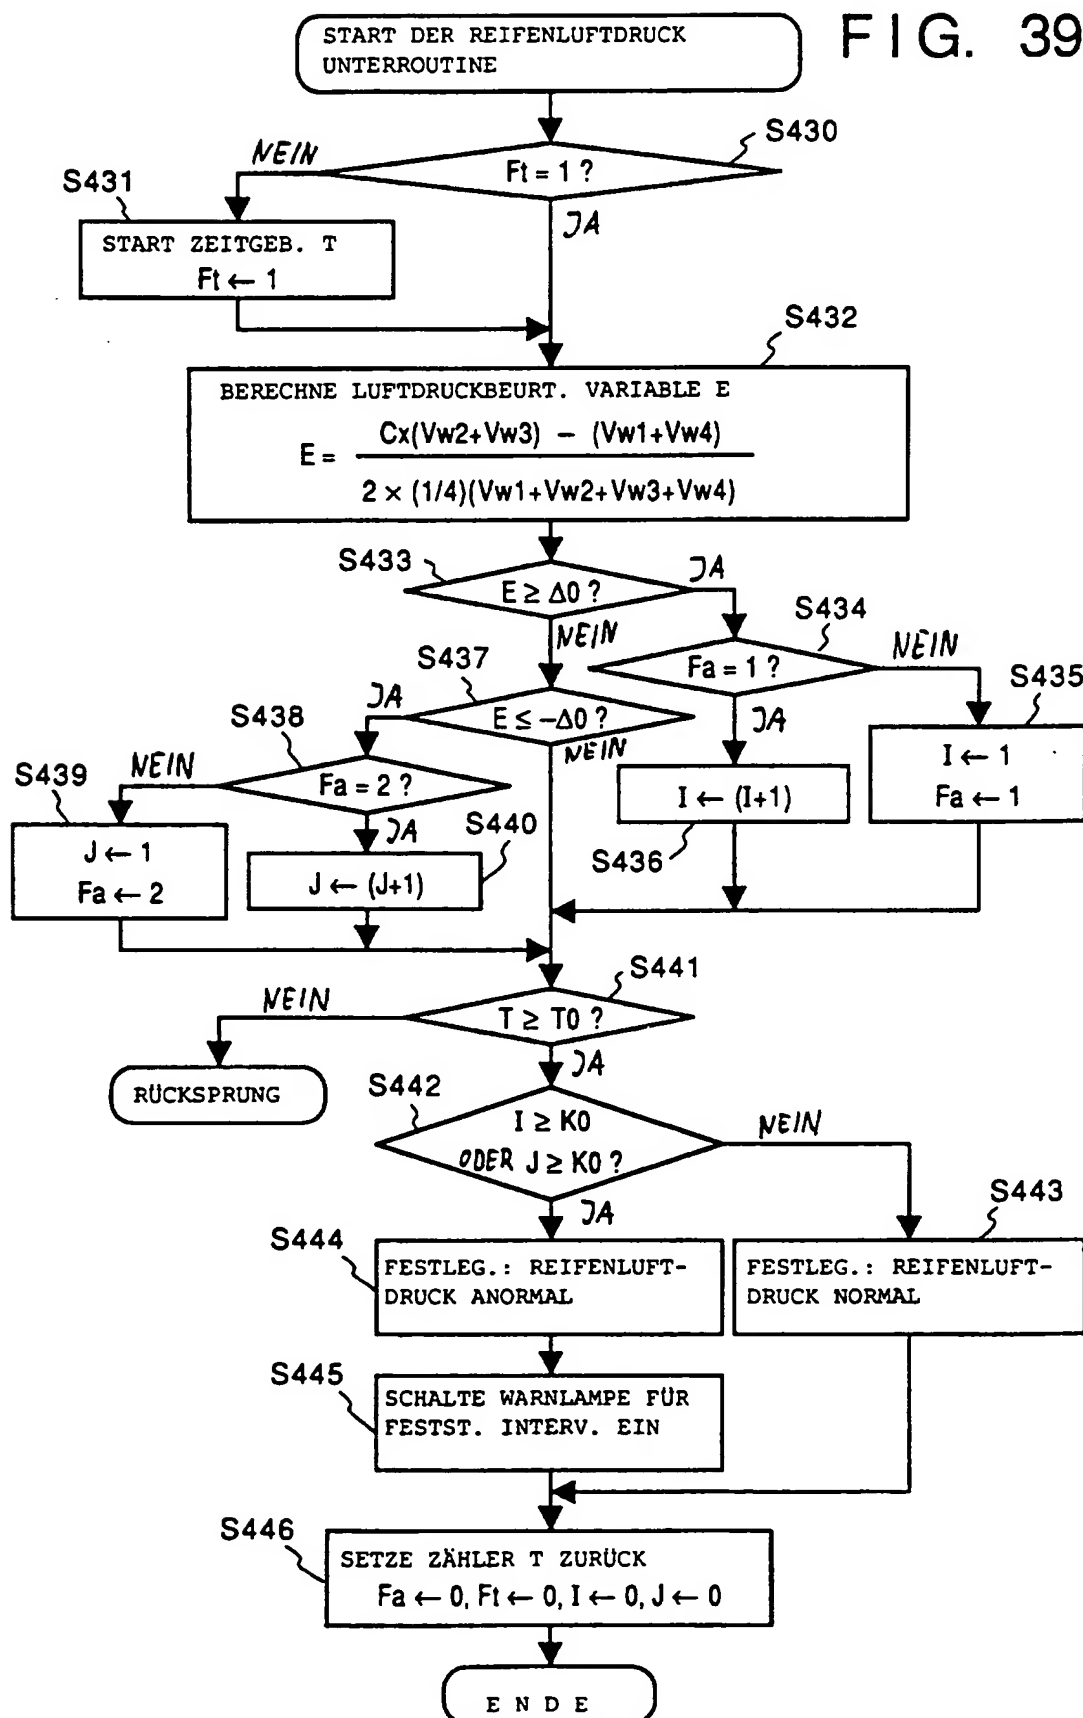 FIG. 39
START DER REIFENLUFTDRUCK
UNTERROUTINE
S430
Ft = 1 ?
NEIN
JA
S431
START ZEITGEB. T
Ft ← 1
S432
BERECHNE LUFTDRUCKBEURT. VARIABLE E
E = Cx(Vw2+Vw3) − (Vw1+Vw4)
2 × (1/4)(Vw1+Vw2+Vw3+Vw4)
S433
E ≥ Δ0 ?
JA
NEIN
S434
Fa = 1 ?
NEIN
JA
S435
I ← 1
Fa ← 1
I ← (I+1)
S436
S437
E ≤ −Δ0 ?
JA
NEIN
S438
Fa = 2 ?
NEIN
JA
S439
J ← 1
Fa ← 2
S440
J ← (J+1)
S441
T ≥ T0 ?
NEIN
JA
RÜCKSPRUNG
S442
I ≥ K0
ODER J ≥ K0 ?
NEIN
JA
S443
FESTLEG.: REIFENLUFT-
DRUCK NORMAL
S444
FESTLEG.: REIFENLUFT-
DRUCK ANORMAL
S445
SCHALTE WARNLAMPE FÜR
FESTST. INTERV. EIN
S446
SETZE ZÄHLER T ZURÜCK
Fa ← 0, Ft ← 0, I ← 0, J ← 0
E N D E